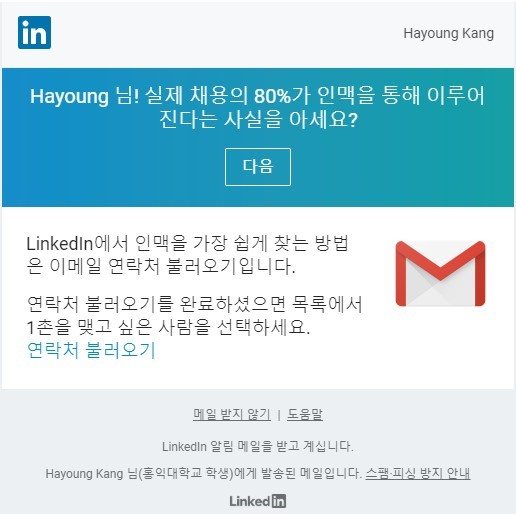 in
Hayoung Kang
Hayoung 님! 실제 채용의 80%가 인맥을 통해 이루어
진다는 사실을 아세요?
다음
LinkedIn에서 인맥을 가장 쉽게 찾는 방법
은 이메일 연락처 불러오기입니다.
연락처 불러오기를 완료하셨으면 목록에서
1촌을 맺고 싶은 사람을 선택하세요.
연락처 불러오기
메일 받지 않기 | 도움말
LinkedIn 알림 메일을 받고 계십니다.
Hayoung Kang 님(홍익대학교 학생)에게 발송된 메일입니다. 스팸·피싱 방지 안내
Linked in